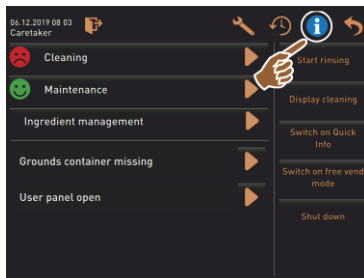 06.12.2019 08 03
Caretaker
Cleaning
Maintenance
Ingredient management
Grounds container missing
User panel open
Start rinsing
Display cleaning
Switch on Quick
Info
Switch on free vend
mode
Shut down